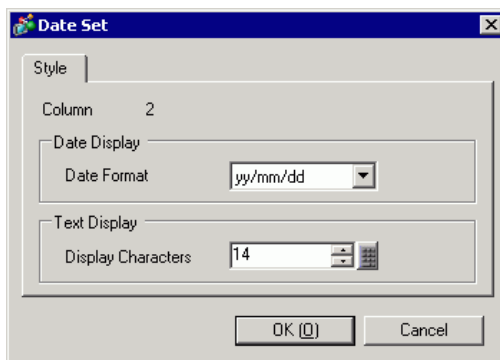 Date Set
Style
Column 2
Date Display
Date Format yy/mm/dd
Text Display
Display Characters 14
OK (O) Cancel